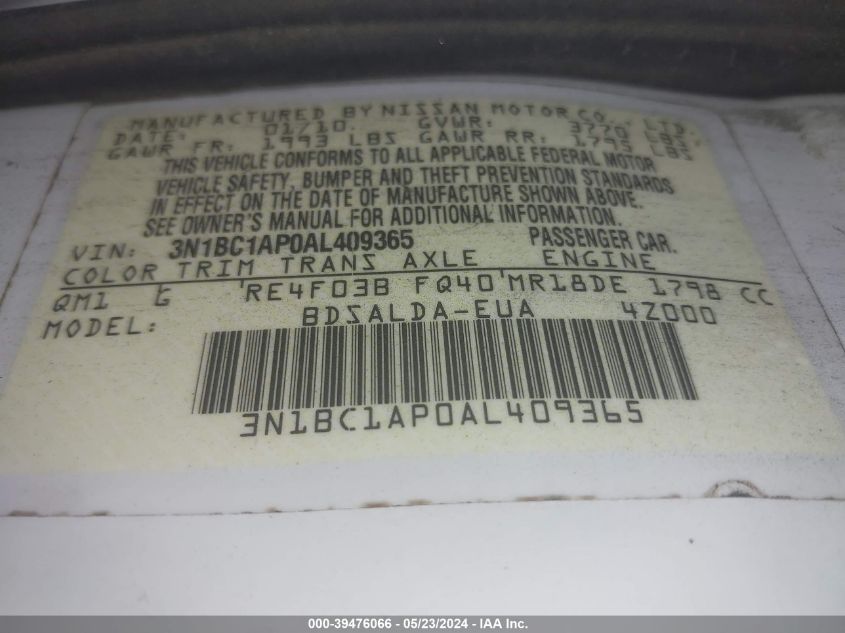 MANUFACTURED BY NISSAN MOTOR CO., LTD.
DATE: 01/10 GVWR: 3770 LBS
GAWR FR: 1993 LBS GAWR RR: 1795 LBS
THIS VEHICLE CONFORMS TO ALL APPLICABLE FEDERAL MOTOR
VEHICLE SAFETY, BUMPER AND THEFT PREVENTION STANDARDS
IN EFFECT ON THE DATE OF MANUFACTURE SHOWN ABOVE.
SEE OWNER'S MANUAL FOR ADDITIONAL INFORMATION.
VIN: 3N1BC1AP0AL409365 PASSENGER CAR.
COLOR TRIM TRANS AXLE ENGINE
QM1 G RE4F03B FQ40 MR18DE 1798 CC
MODEL: BDSALDA-EUA 4Z000
3N1BC1AP0AL409365
000-39476066 - 05/23/2024 - IAA Inc.